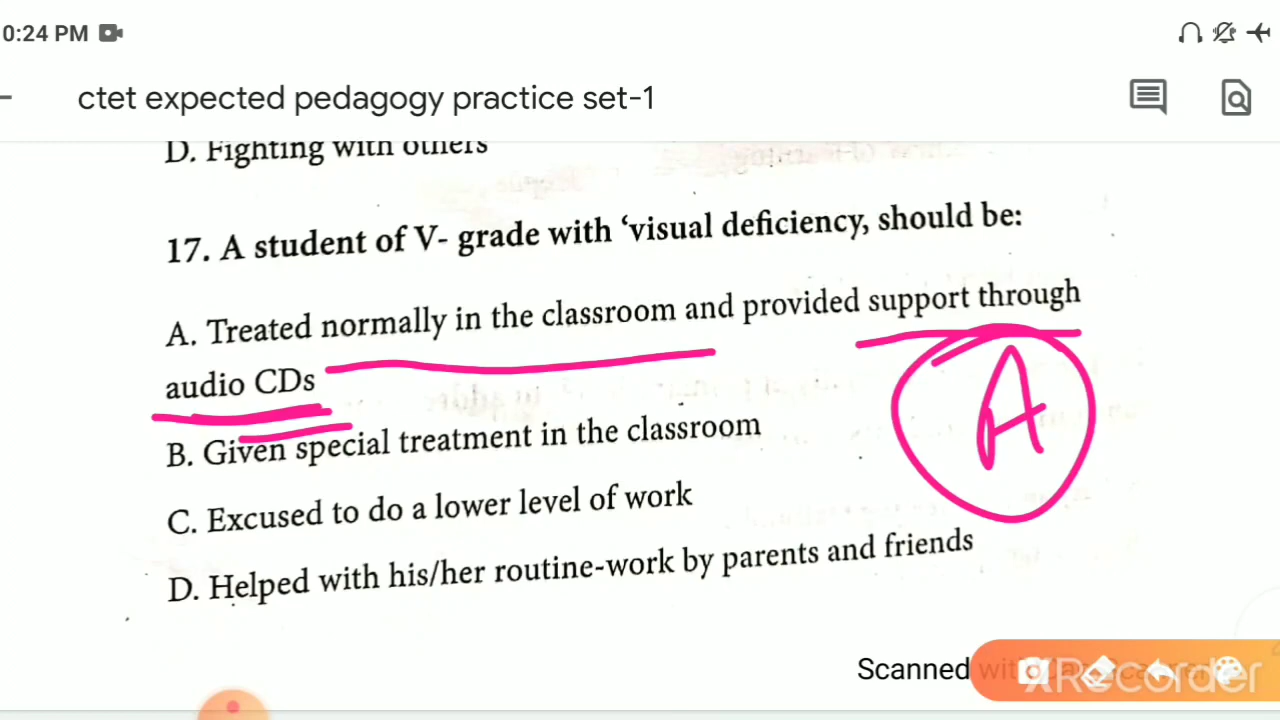 0:24 PM
ctet expected pedagogy practice set-1
D. Fighting with others
17. A student of V- grade with ‘visual deficiency, should be:
A. Treated normally in the classroom and provided support through
audio CDs
A
B. Given special treatment in the classroom
C. Excused to do a lower level of work
D. Helped with his/her routine-work by parents and friends
Scanned with
XRecorder